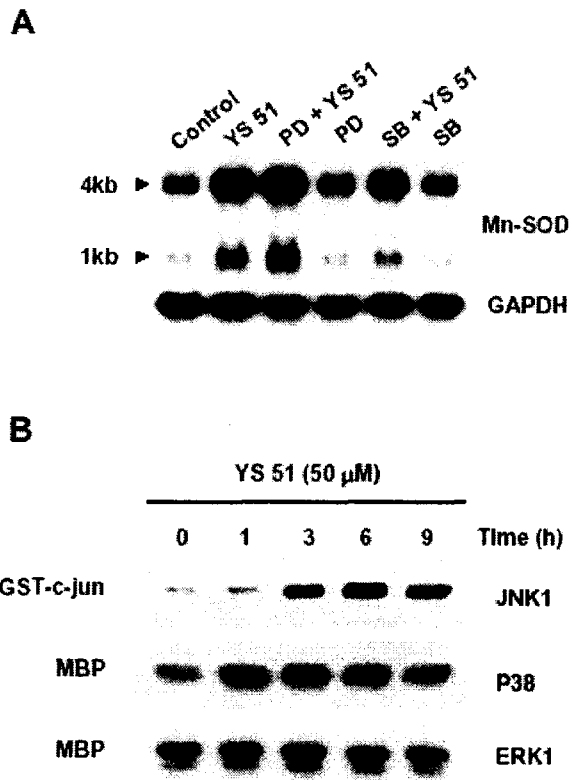 A
Control YS 51 PD + YS 51 PD SB + YS 51 SB
4kb
Mn-SOD
1kb
GAPDH
B
YS 51 (50 μM)
0 1 3 6 9 Time (h)
GST-c-jun JNK1
MBP P38
MBP ERK1